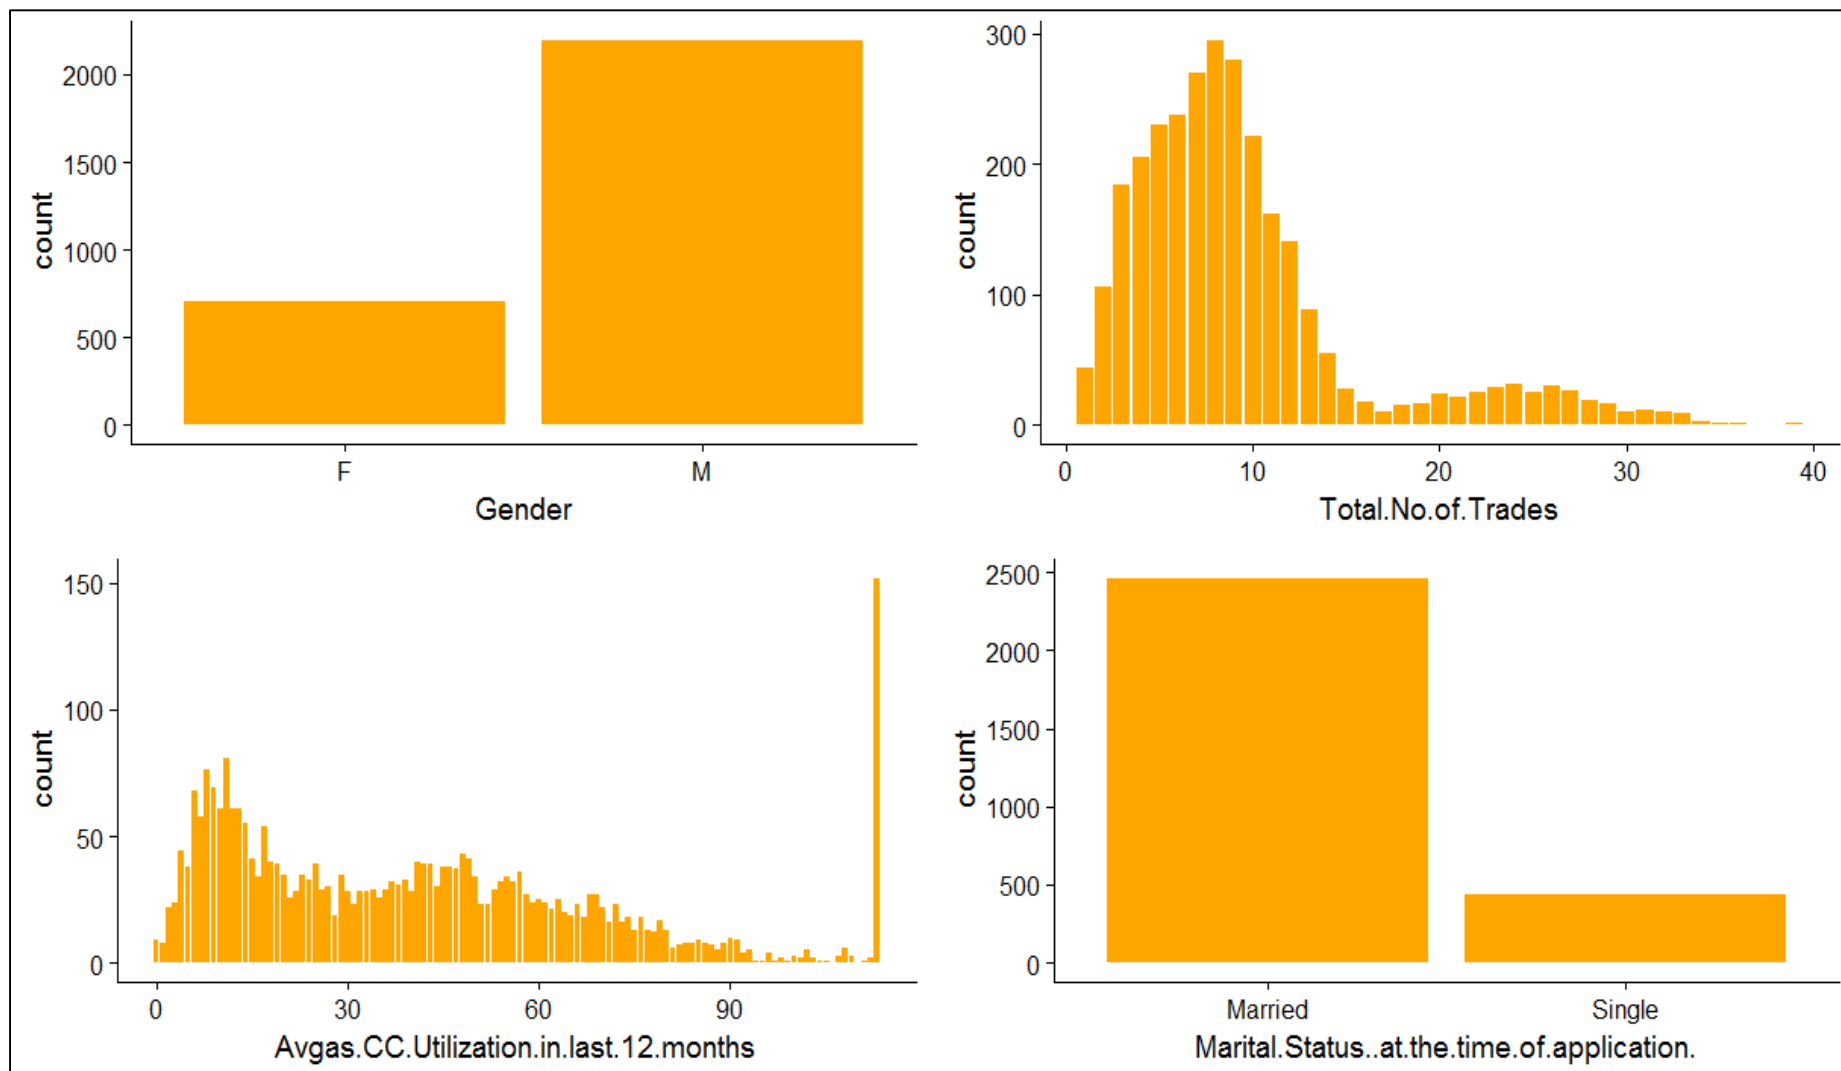 2000
1500
1000
500
0
count
F
M
Gender
300
200
100
0
count
0
10
20
30
40
Total.No.of.Trades
150
100
50
0
count
0
30
60
90
Avgas.CC.Utilization.in.last.12.months
2500
2000
1500
1000
500
0
count
Married
Single
Marital.Status..at.the.time.of.application.